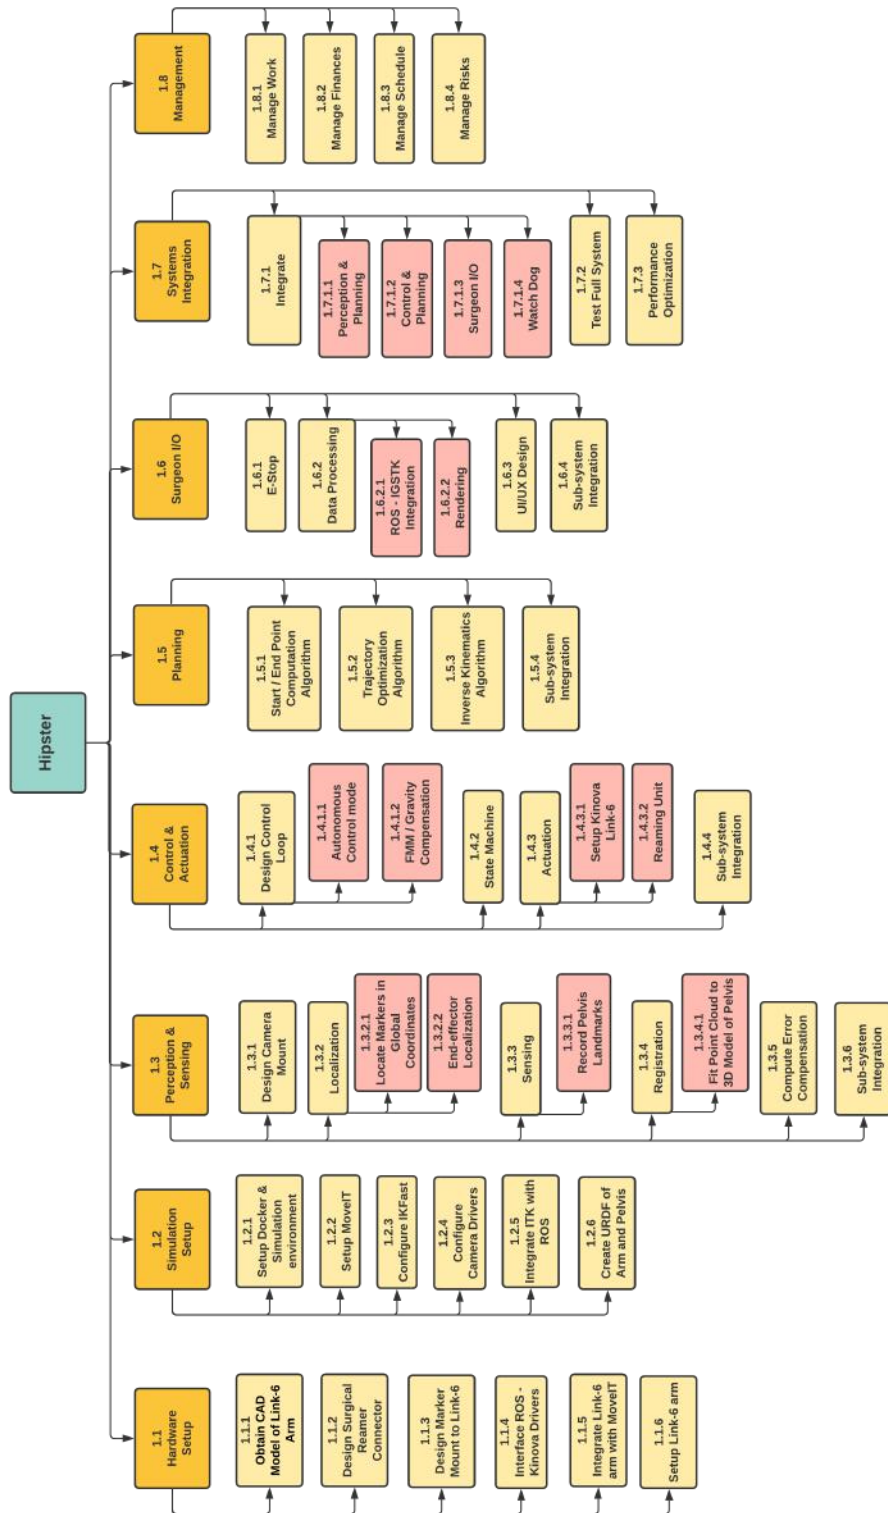 Hipster
1.1
Hardware
Setup
1.1.1
Obtain CAD
Model of Link-6
Arm
1.1.2
Design Surgical
Reamer
Connector
1.1.3
Design Marker
Mount to Link-6
1.1.4
Interface ROS -
Kinova Drivers
1.1.5
Integrate Link-6
arm with MoveIT
1.1.6
Setup Link-6 arm
1.2
Simulation
Setup
1.2.1
Setup Docker &
Simulation
environment
1.2.2
Setup MoveIT
1.2.3
Configure IKFast
1.2.4
Configure
Camera Drivers
1.2.5
Integrate ITK with
ROS
1.2.6
Create URDF of
Arm and Pelvis
1.3
Perception &
Sensing
1.3.1
Design Camera
Mount
1.3.2
Localization
1.3.2.1
Locate Markers in
Global
Coordinates
1.3.2.2
End-effector
Localization
1.3.3
Sensing
1.3.3.1
Record Pelvis
Landmarks
1.3.4
Registration
1.3.4.1
Fit Point Cloud to
3D Model of Pelvis
1.3.5
Compute Error
Compensation
1.3.6
Sub-system
Integration
1.4
Control &
Actuation
1.4.1
Design Control
Loop
1.4.1.1
Autonomous
Control mode
1.4.1.2
FMM / Gravity
Compensation
1.4.2
State Machine
1.4.3
Actuation
1.4.3.1
Setup Kinova
Link-6
1.4.3.2
Reaming Unit
1.4.4
Sub-system
Integration
1.5
Planning
1.5.1
Start / End Point
Computation
Algorithm
1.5.2
Trajectory
Optimization
Algorithm
1.5.3
Inverse Kinematics
Algorithm
1.5.4
Sub-system
Integration
1.6
Surgeon I/O
1.6.1
E-Stop
1.6.2
Data Processing
1.6.2.1
ROS - IGSTK
Integration
1.6.2.2
Rendering
1.6.3
UI/UX Design
1.6.4
Sub-system
Integration
1.7
Systems
Integration
1.7.1
Integrate
1.7.1.1
Perception &
Planning
1.7.1.2
Control &
Planning
1.7.1.3
Surgeon I/O
1.7.1.4
Watch Dog
1.7.2
Test Full System
1.7.3
Performance
Optimization
1.8
Management
1.8.1
Manage Work
1.8.2
Manage Finances
1.8.3
Manage Schedule
1.8.4
Manage Risks